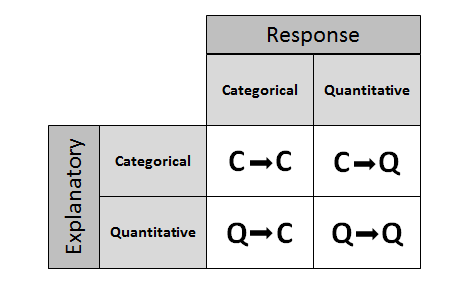 Response
Categorical Quantitative
Explanatory
Categorical C→C C→Q
Quantitative Q→C Q→Q